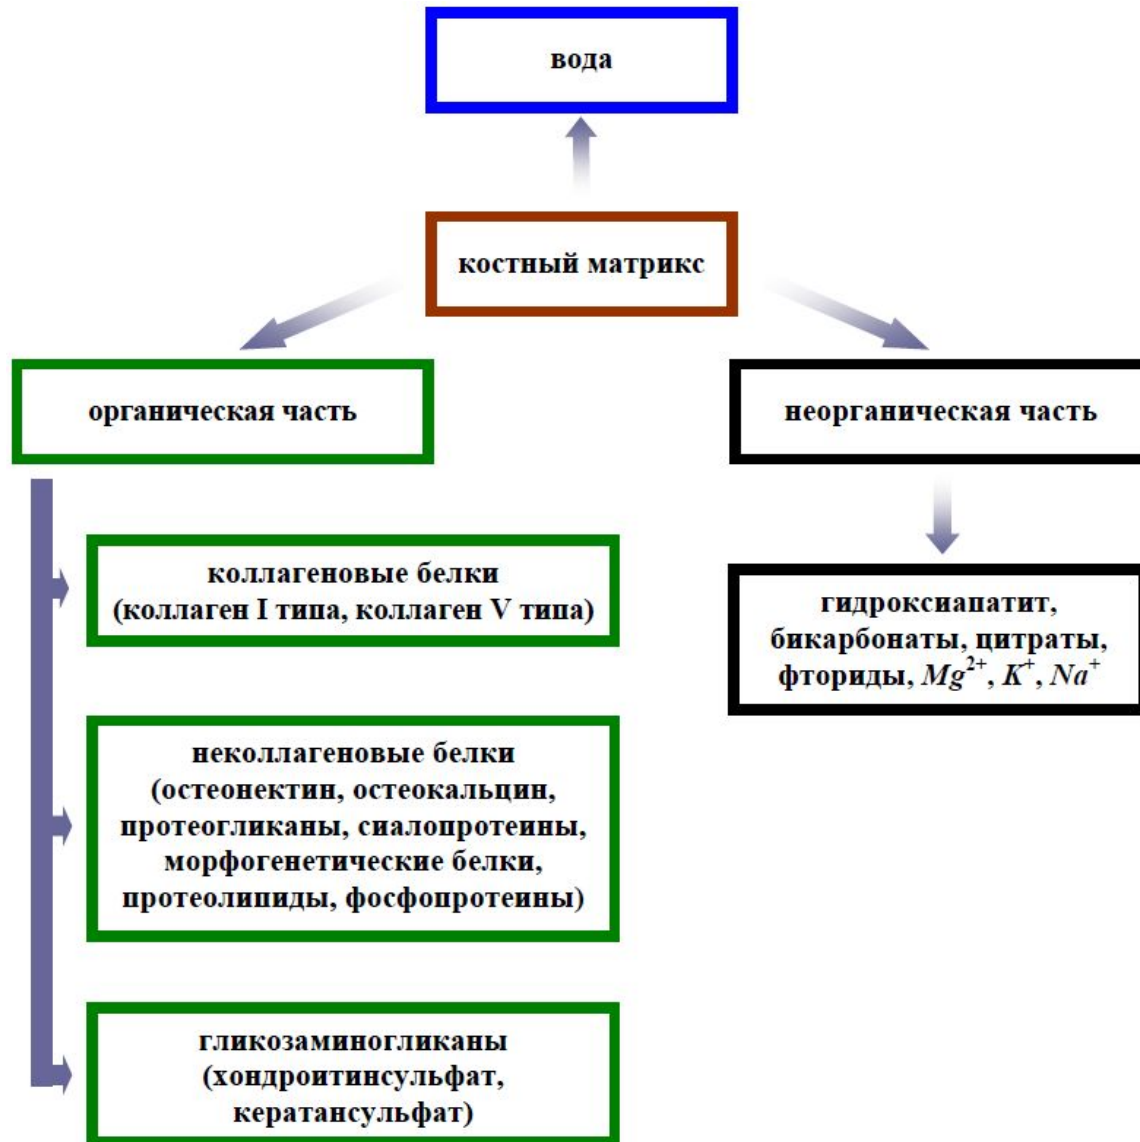 вода
костный матрикс
органическая часть
неорганическая часть
коллагеновые белки
(коллаген I типа, коллаген V типа)
неколлагеновые белки
(остеонектин, остеокальцин,
протеогликаны, сиалопротеины,
морфогенетические белки,
протеолипиды, фосфопротеины)
гликозаминогликаны
(хондроитинсульфат,
кератансульфат)
гидроксиапатит,
бикарбонаты, цитраты,
фториды, Mg²⁺, K⁺, Na⁺